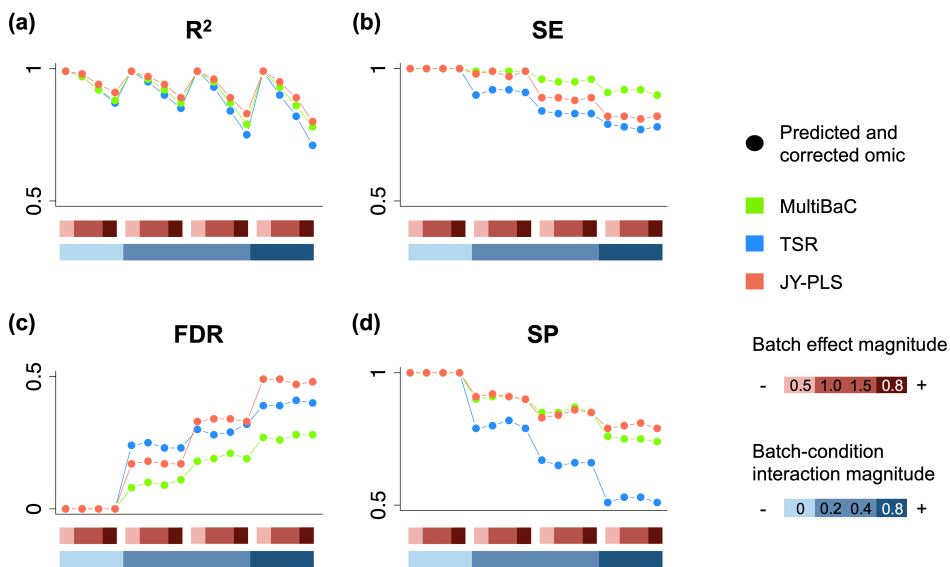 (a)
R²
1
0.5
(b)
SE
1
0.5
Predicted and
corrected omic
MultiBaC
TSR
JY-PLS
(c)
FDR
0.5
0
(d)
SP
1
0.5
Batch effect magnitude
- 0.5 1.0 1.5 0.8 +
Batch-condition
interaction magnitude
- 0 0.2 0.4 0.8 +